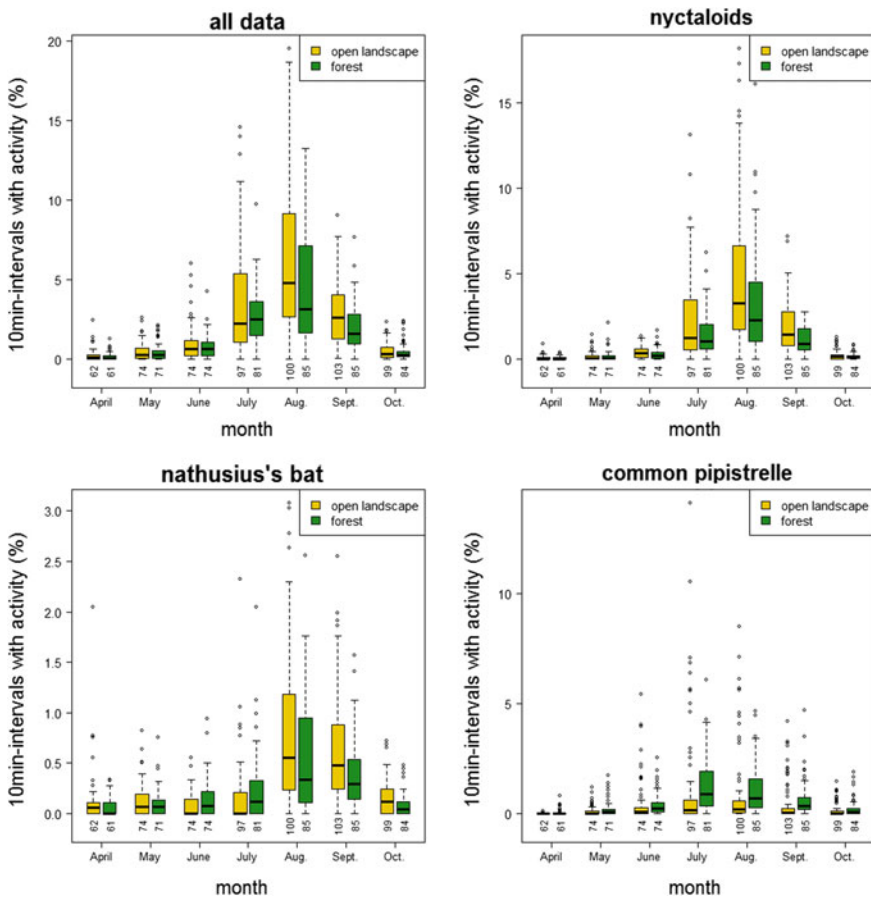 all data
10min-intervals with activity (%)
20
15
10
5
0
open landscape
forest
62 61 74 71 74 74 97 81 100 85 103 85 99 84
April May June July Aug. Sept. Oct.
month
nyctaloids
10min-intervals with activity (%)
15
10
5
0
open landscape
forest
62 61 74 71 74 74 97 81 100 85 103 85 99 84
April May June July Aug. Sept. Oct.
month
nathusius's bat
10min-intervals with activity (%)
3.0
2.5
2.0
1.5
1.0
0.5
0.0
open landscape
forest
62 61 74 71 74 74 97 81 100 85 103 85 99 84
April May June July Aug. Sept. Oct.
month
common pipistrelle
10min-intervals with activity (%)
10
5
0
open landscape
forest
62 61 74 71 74 74 97 81 100 85 103 85 99 84
April May June July Aug. Sept. Oct.
month